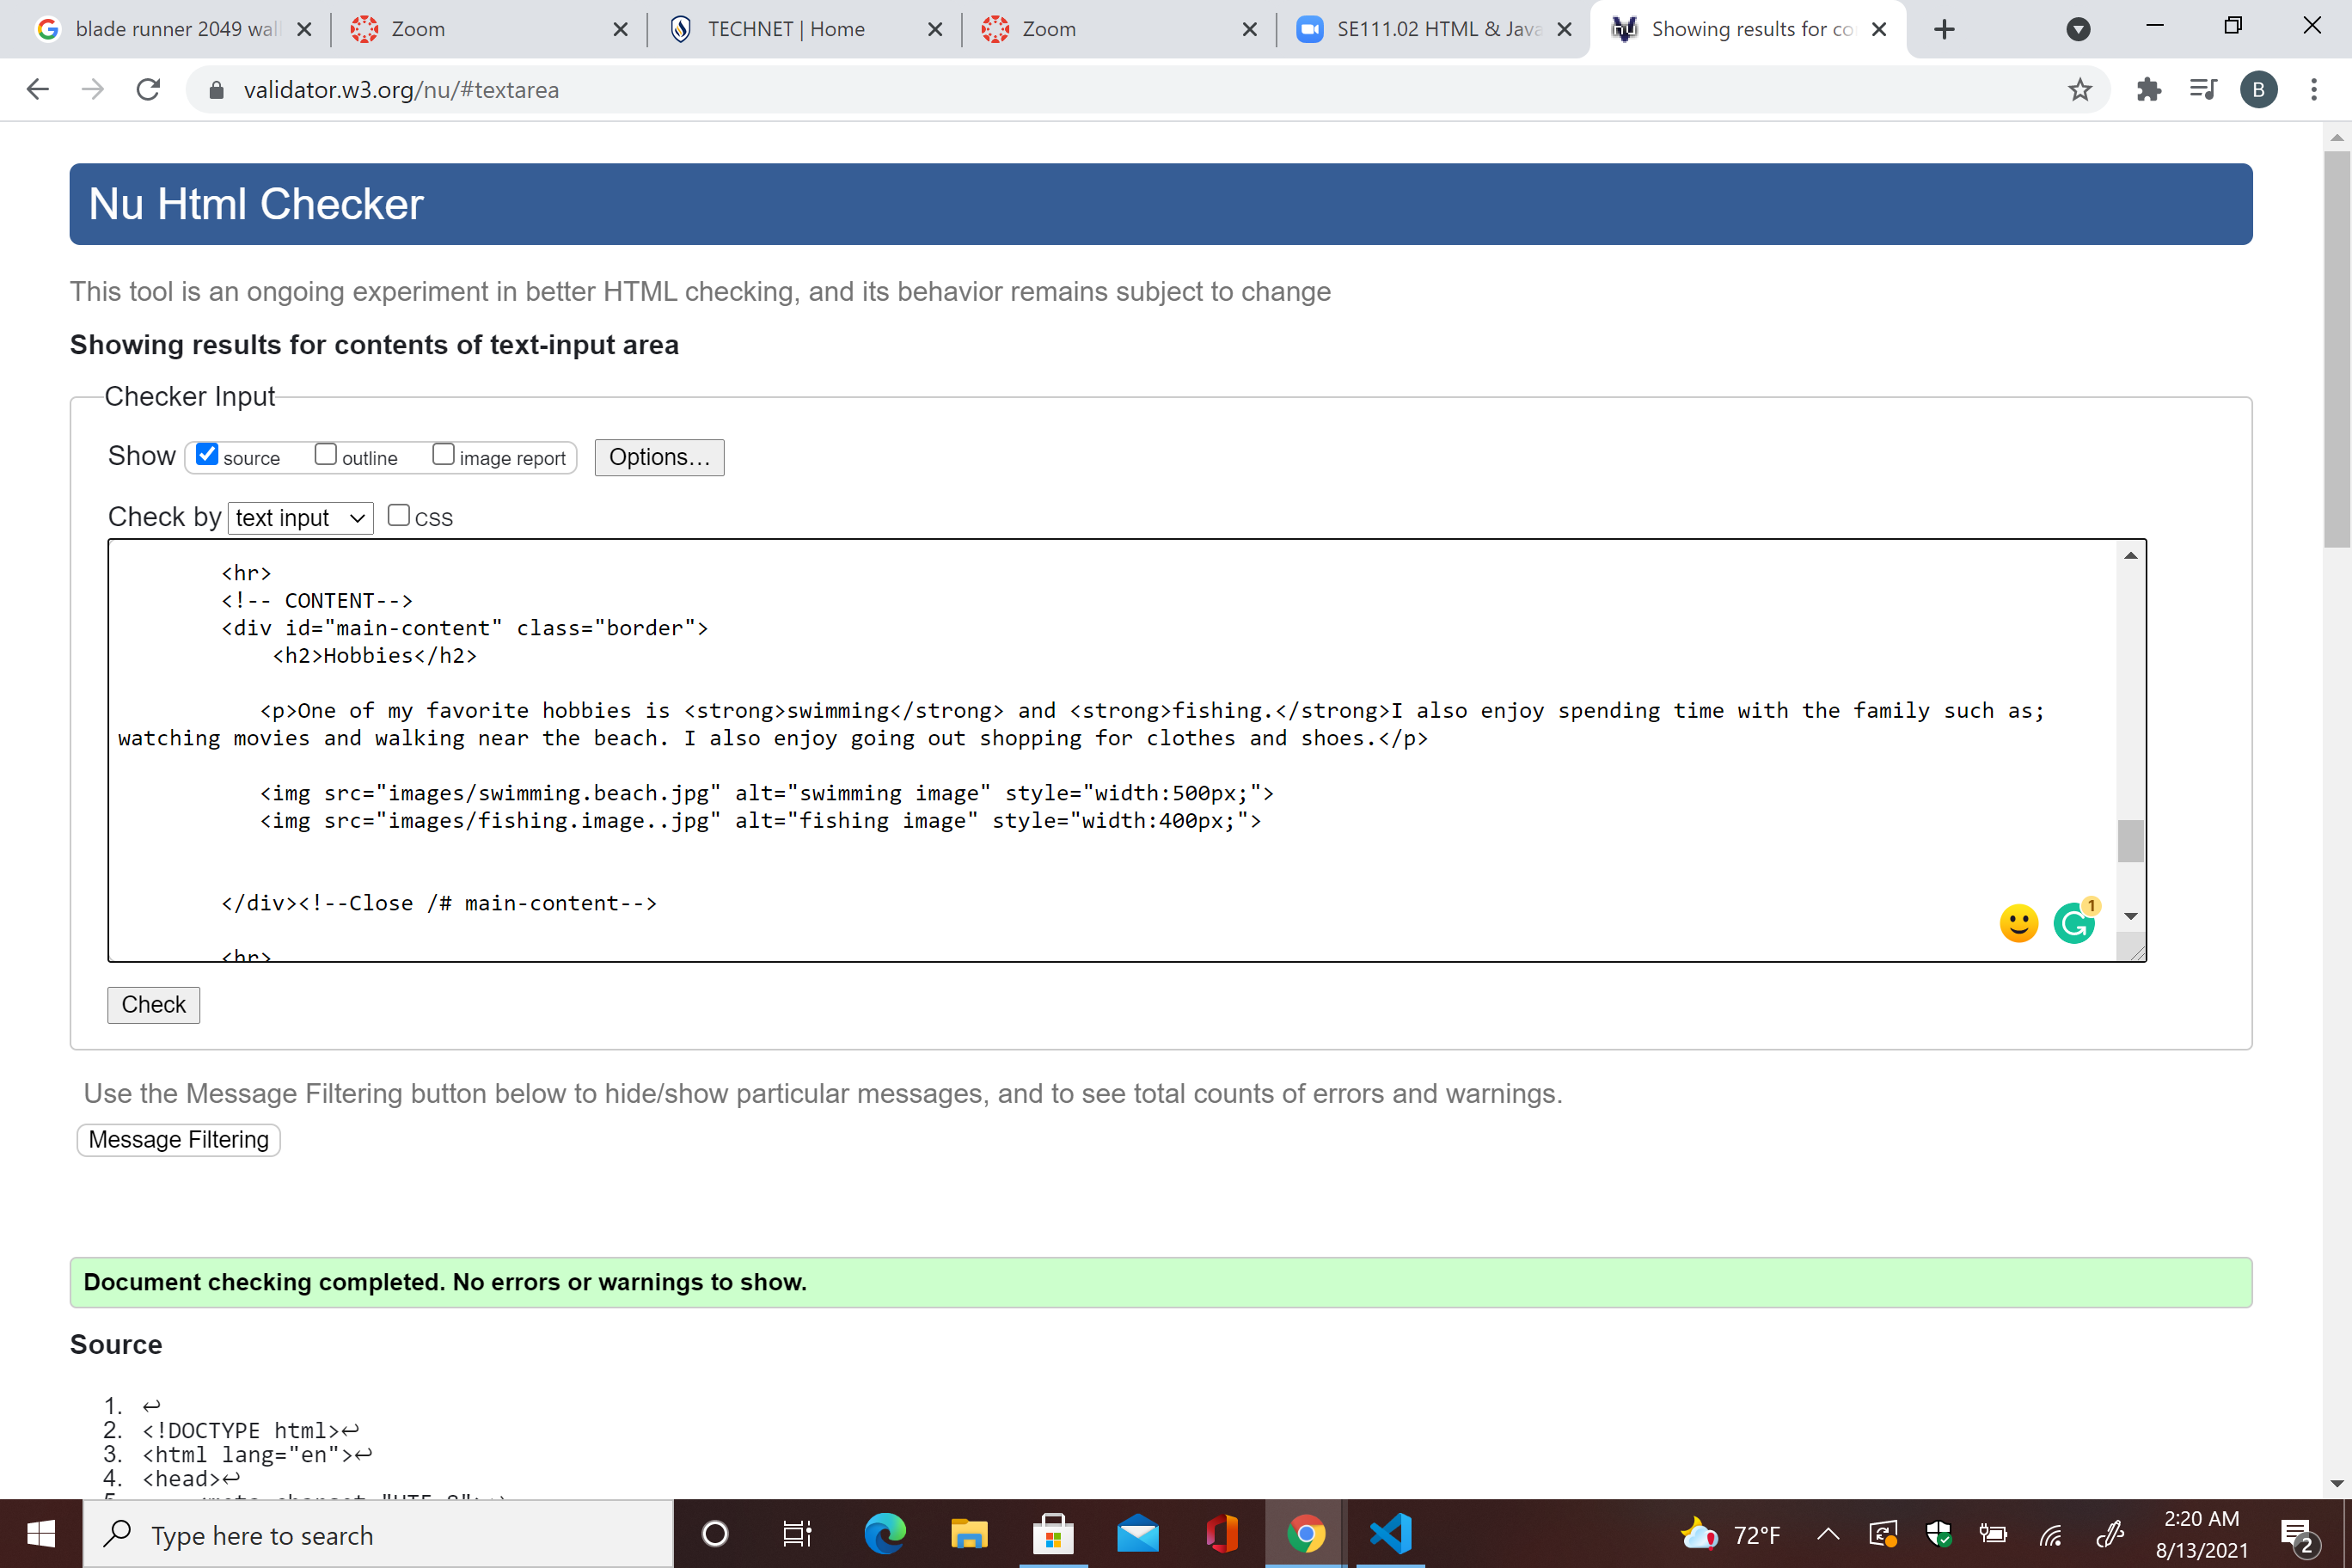 blade runner 2049 wal
Zoom
TECHNET | Home
Zoom
SE111.02 HTML & Java
Showing results for co
validator.w3.org/nu/#textarea
B
Nu Html Checker
This tool is an ongoing experiment in better HTML checking, and its behavior remains subject to change
Showing results for contents of text-input area
Checker Input
Show source outline image report Options...
Check by text input css
<hr>
<!-- CONTENT-->
<div id="main-content" class="border">
<h2>Hobbies</h2>
<p>One of my favorite hobbies is <strong>swimming</strong> and <strong>fishing.</strong>I also enjoy spending time with the family such as;
watching movies and walking near the beach. I also enjoy going out shopping for clothes and shoes.</p>
<img src="images/swimming.beach.jpg" alt="swimming image" style="width:500px;">
<img src="images/fishing.image..jpg" alt="fishing image" style="width:400px;">
</div><!--Close /# main-content-->
1
<hr>
Check
Use the Message Filtering button below to hide/show particular messages, and to see total counts of errors and warnings.
Message Filtering
Document checking completed. No errors or warnings to show.
Source
1. ↩
2. <!DOCTYPE html>↩
3. <html lang="en">↩
4. <head>↩
Type here to search
72°F
2:20 AM
8/13/2021
2